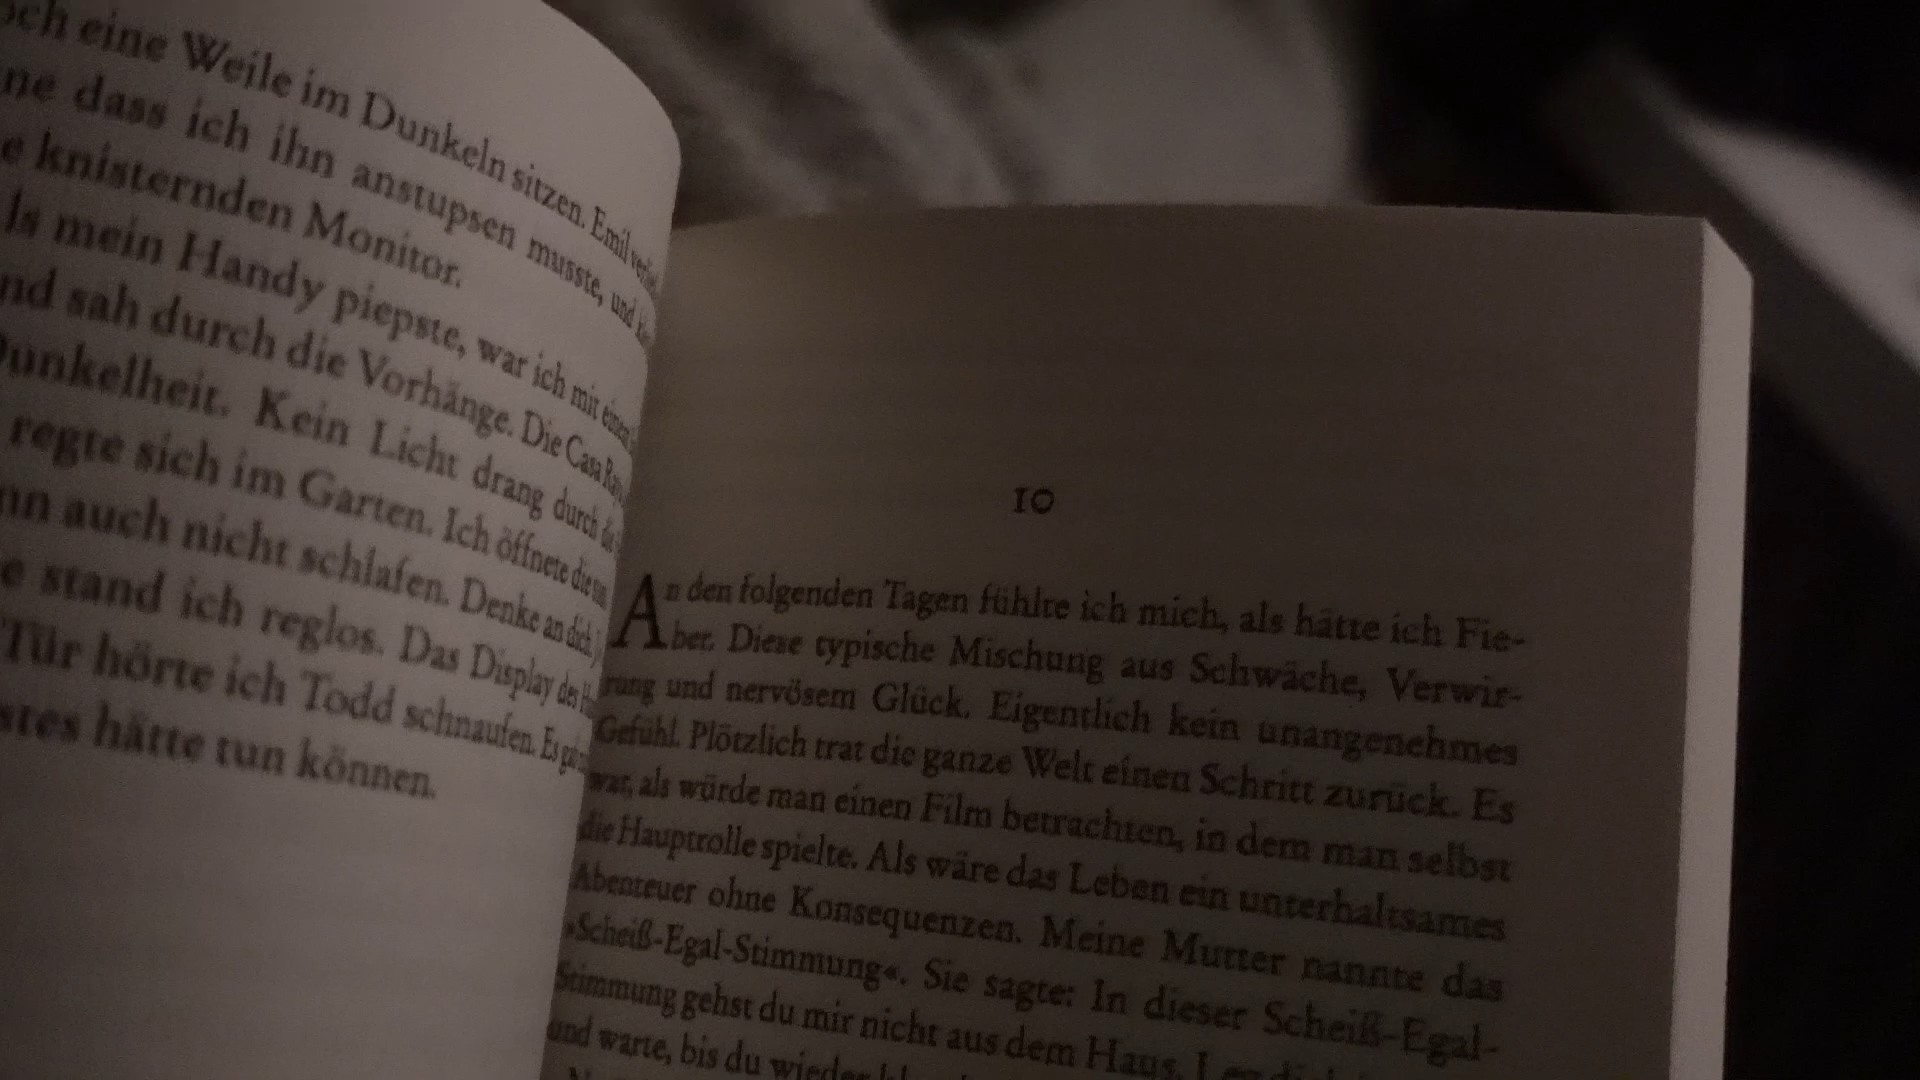 eine Weile im Dunkeln sitzen. Emil
dass ich ihn anstupsen musste, und
knisternden Monitor.
mein Handy piepste, war ich mit einem
sah durch die Vorhänge. Die Casa
Dunkelheit. Kein Licht drang durch die
regte sich im Garten. Ich öffnete die
auch nicht schlafen. Denke an dich.
stand ich reglos. Das Display des
Tür hörte ich Todd schnaufen. Es
hätte tun können.
10
An den folgenden Tagen fühlte ich mich, als hätte ich Fie-
ber. Diese typische Mischung aus Schwäche, Verwir-
rung und nervösem Glück. Eigentlich kein unangenehmes
Gefühl. Plötzlich trat die ganze Welt einen Schritt zurück. Es
war, als würde man einen Film betrachten, in dem man selbst
die Hauptrolle spielte. Als wäre das Leben ein unterhaltsames
Abenteuer ohne Konsequenzen. Meine Mutter nannte das
»Scheiß-Egal-Stimmung«. Sie sagte: In dieser Scheiß-Egal-
Stimmung gehst du mir nicht aus dem Haus.
und warte, bis du wieder